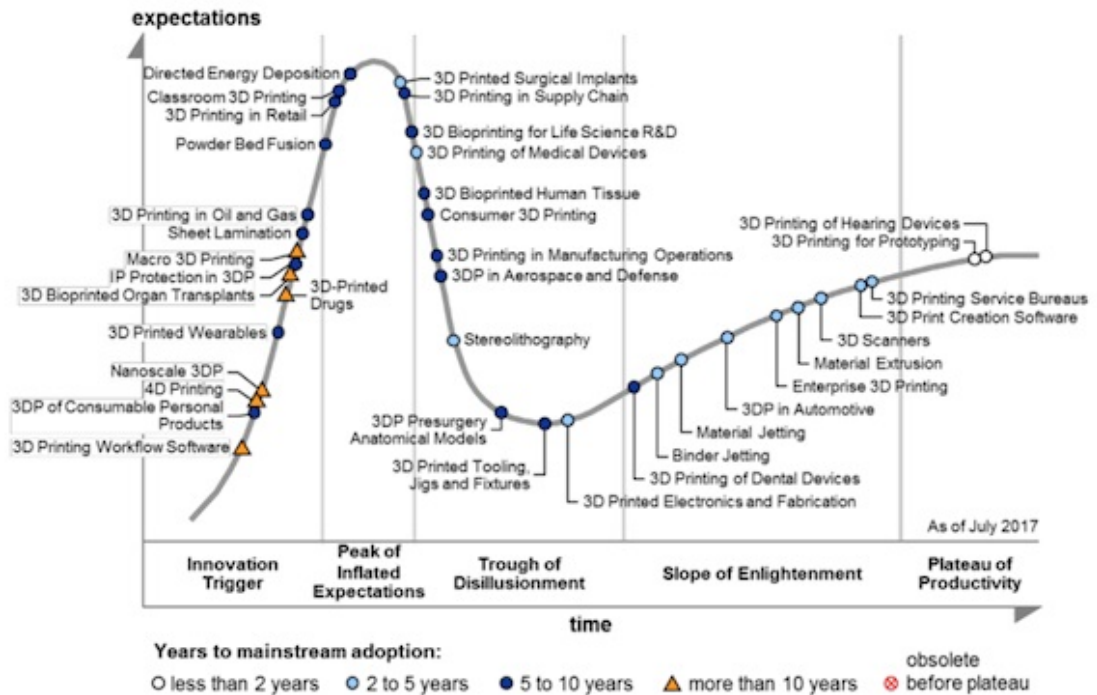 expectations
Directed Energy Deposition
Classroom 3D Printing
3D Printing in Retail
Powder Bed Fusion
3D Printing in Oil and Gas
Sheet Lamination
Macro 3D Printing
IP Protection in 3DP
3D Bioprinted Organ Transplants
3D-Printed
Drugs
3D Printed Wearables
Nanoscale 3DP
4D Printing
3DP of Consumable Personal
Products
3D Printing Workflow Software
3D Printed Surgical Implants
3D Printing in Supply Chain
3D Bioprinting for Life Science R&D
3D Printing of Medical Devices
3D Bioprinted Human Tissue
Consumer 3D Printing
3D Printing in Manufacturing Operations
3DP in Aerospace and Defense
Stereolithography
3DP Presurgery
Anatomical Models
3D Printed Tooling,
Jigs and Fixtures
3D Printed Electronics and Fabrication
3D Printing of Dental Devices
Binder Jetting
Material Jetting
3DP in Automotive
Enterprise 3D Printing
Material Extrusion
3D Scanners
3D Print Creation Software
3D Printing Service Bureaus
3D Printing of Hearing Devices
3D Printing for Prototyping
As of July 2017
Innovation
Trigger
Peak of
Inflated
Expectations
Trough of
Disillusionment
Slope of Enlightenment
Plateau of
Productivity
time
Years to mainstream adoption:
less than 2 years
2 to 5 years
5 to 10 years
more than 10 years
obsolete
before plateau